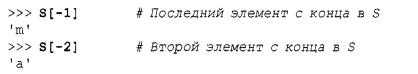 >>> S[-1] # Последний элемент с конца в S
'm'
>>> S[-2] # Второй элемент с конца в S
'a'